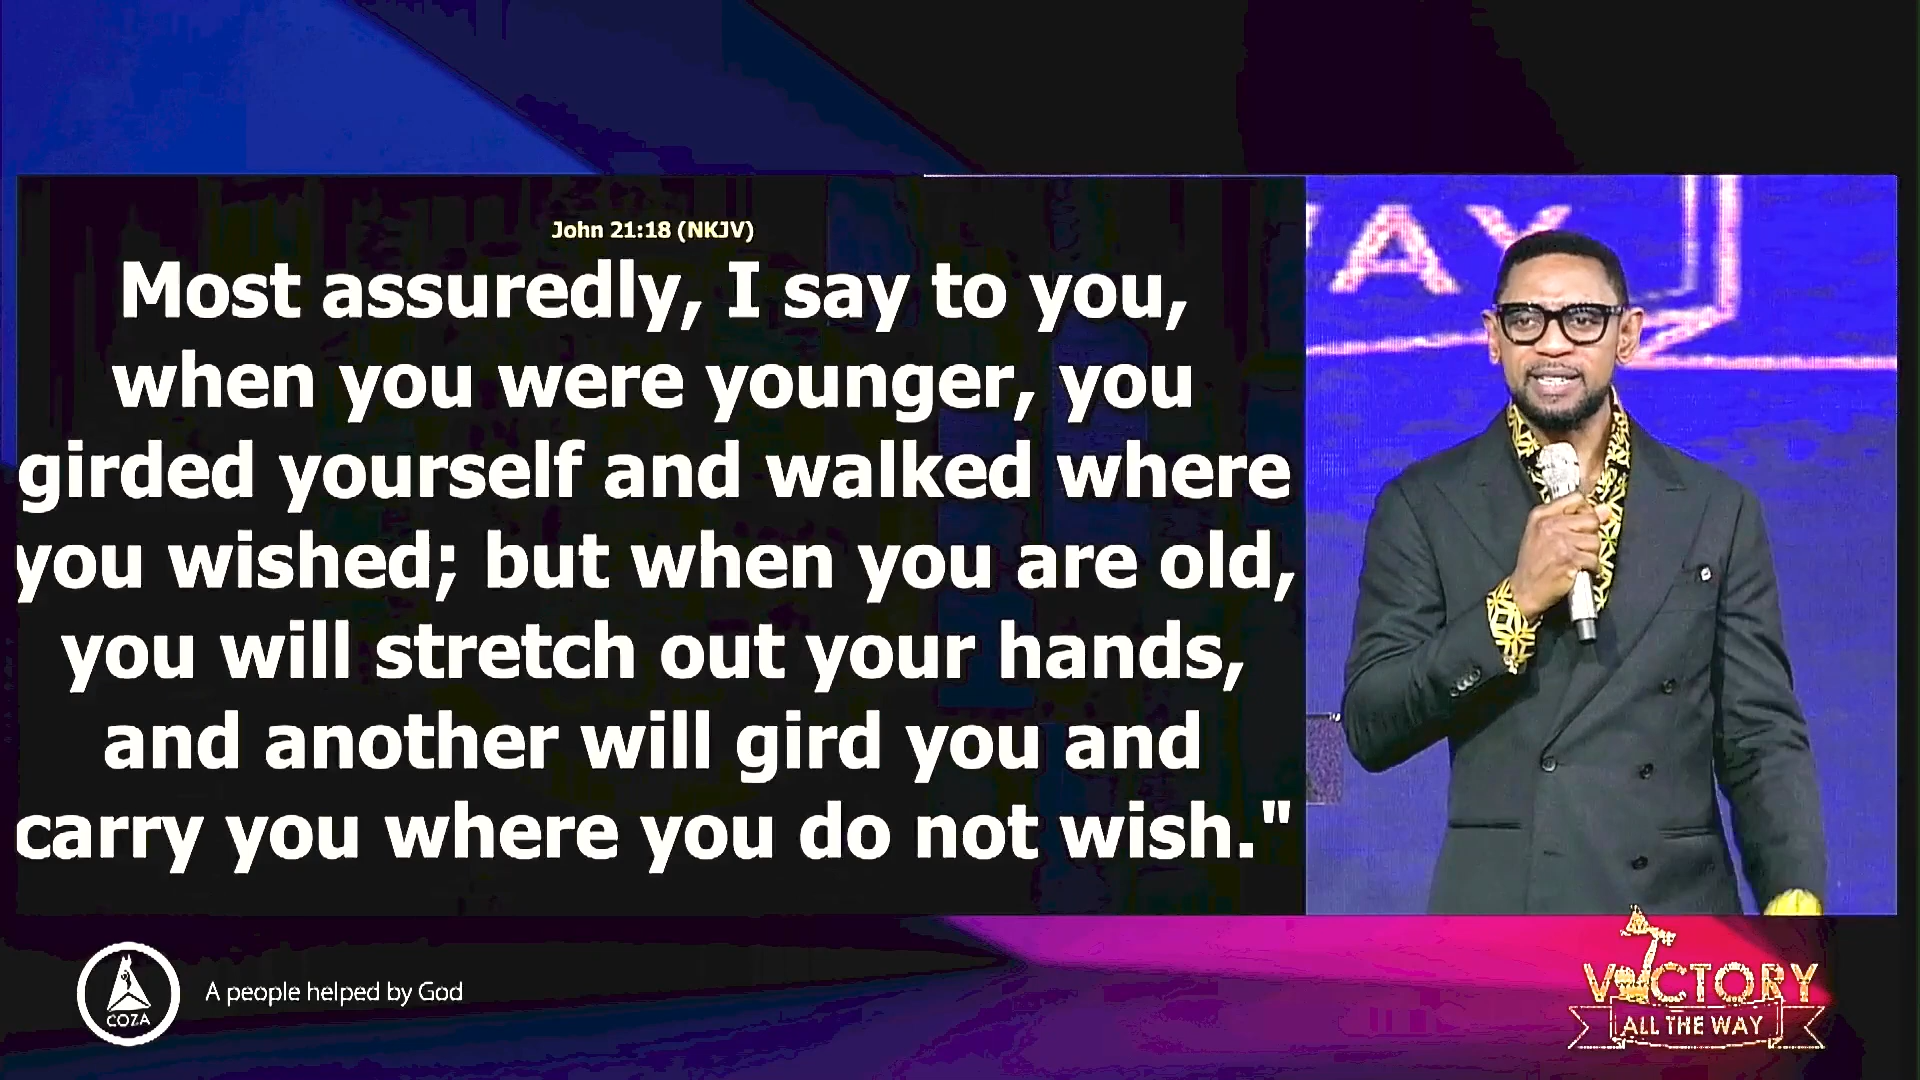 John 21:18 (NKJV)
Most assuredly, I say to you,
when you were younger, you
girded yourself and walked where
you wished; but when you are old,
you will stretch out your hands,
and another will gird you and
carry you where you do not wish."
AY
COZA
A people helped by God
VICTORY
ALL THE WAY